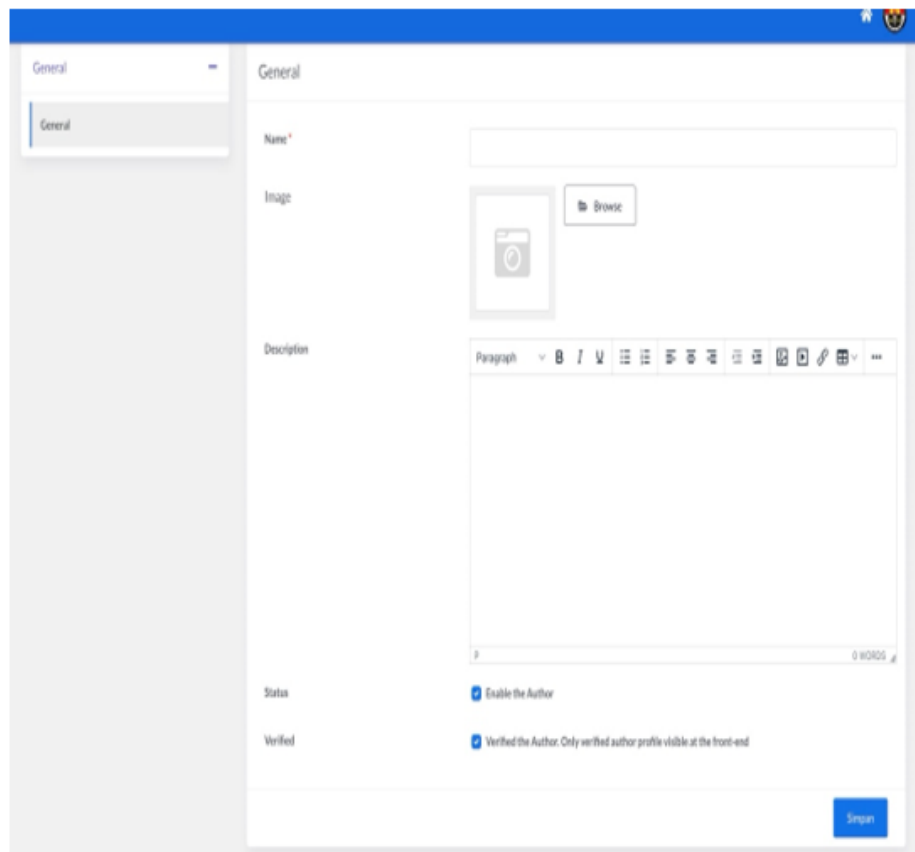 General
General
General
Name*
Image
Browse
Description
Paragraph
B I U
P
0 WORDS
Status
Enable the Author
Verified
Verified the Author. Only verified author profile visible at the front-end
Simpan